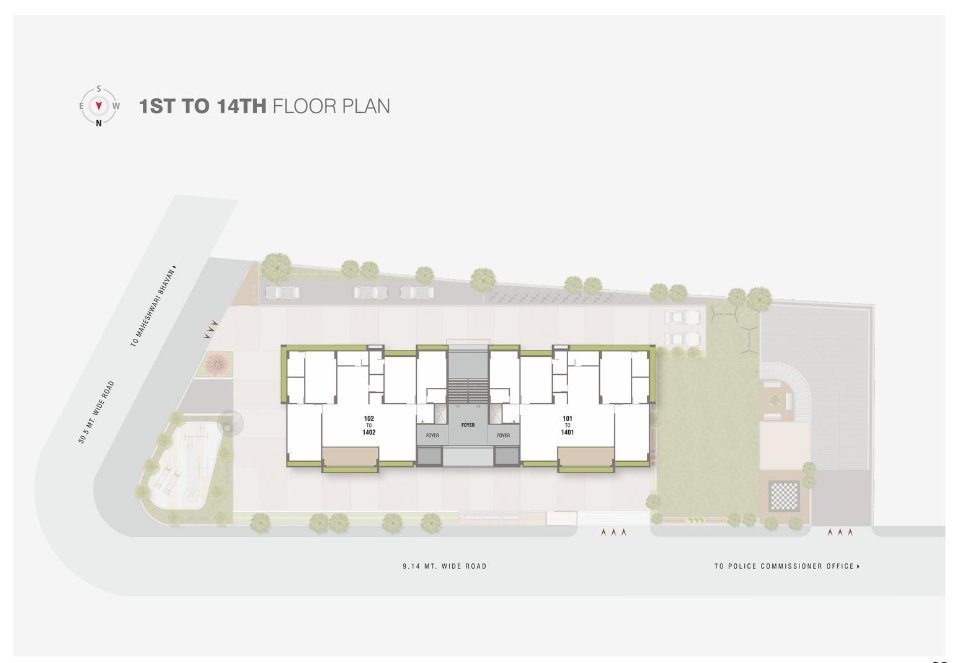 S
E W
N
1ST TO 14TH FLOOR PLAN
TO MAHESHWARI BHAVAN
30.5 MT. WIDE ROAD
102
TO
1402
101
TO
1401
FOYER
FOYER
FOYER
9.14 MT. WIDE ROAD
TO POLICE COMMISSIONER OFFICE